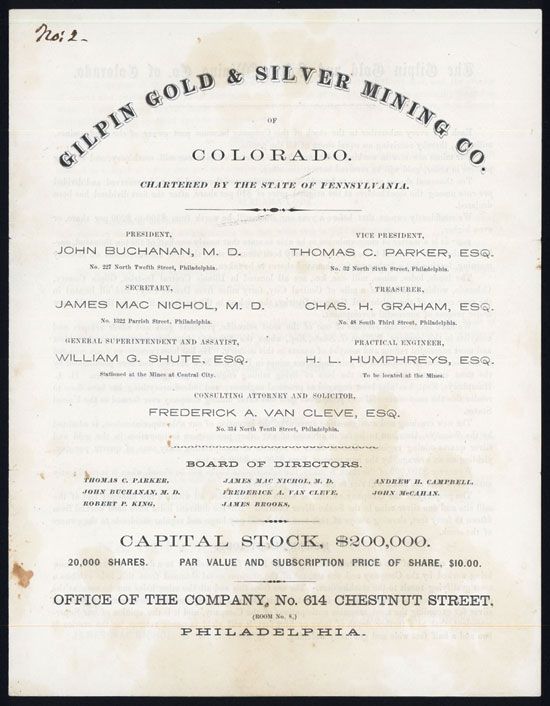 No: 2-
GILPIN GOLD & SILVER MINING CO.
OF
COLORADO.
CHARTERED BY THE STATE OF PENNSYLVANIA.
PRESIDENT, VICE PRESIDENT,
JOHN BUCHANAN, M. D. THOMAS C. PARKER, ESQ.
No. 227 North Twelfth Street, Philadelphia. No. 32 North Sixth Street, Philadelphia.
SECRETARY, TREASURER,
JAMES MAC NICHOL, M. D. CHAS. H. GRAHAM, ESQ.
No. 1322 Parrish Street, Philadelphia. No. 48 South Third Street, Philadelphia.
GENERAL SUPERINTENDENT AND ASSAYIST, PRACTICAL ENGINEER,
WILLIAM G. SHUTE, ESQ. H. L. HUMPHREYS, ESQ.
Stationed at the Mines at Central City. To be located at the Mines.
CONSULTING ATTORNEY AND SOLICITOR,
FREDERICK A. VAN CLEVE, ESQ.
No. 354 North Tenth Street, Philadelphia.
BOARD OF DIRECTORS.
THOMAS C. PARKER, JAMES MAC NICHOL, M. D. ANDREW H. CAMPBELL,
JOHN BUCHANAN, M. D. FREDERICK A. VAN CLEVE, JOHN McCAHAN.
ROBERT P. KING, JAMES BROOKS,
CAPITAL STOCK, $200,000.
20,000 SHARES. PAR VALUE AND SUBSCRIPTION PRICE OF SHARE, $10.00.
OFFICE OF THE COMPANY, No. 614 CHESTNUT STREET,
(ROOM No. 8,)
PHILADELPHIA.